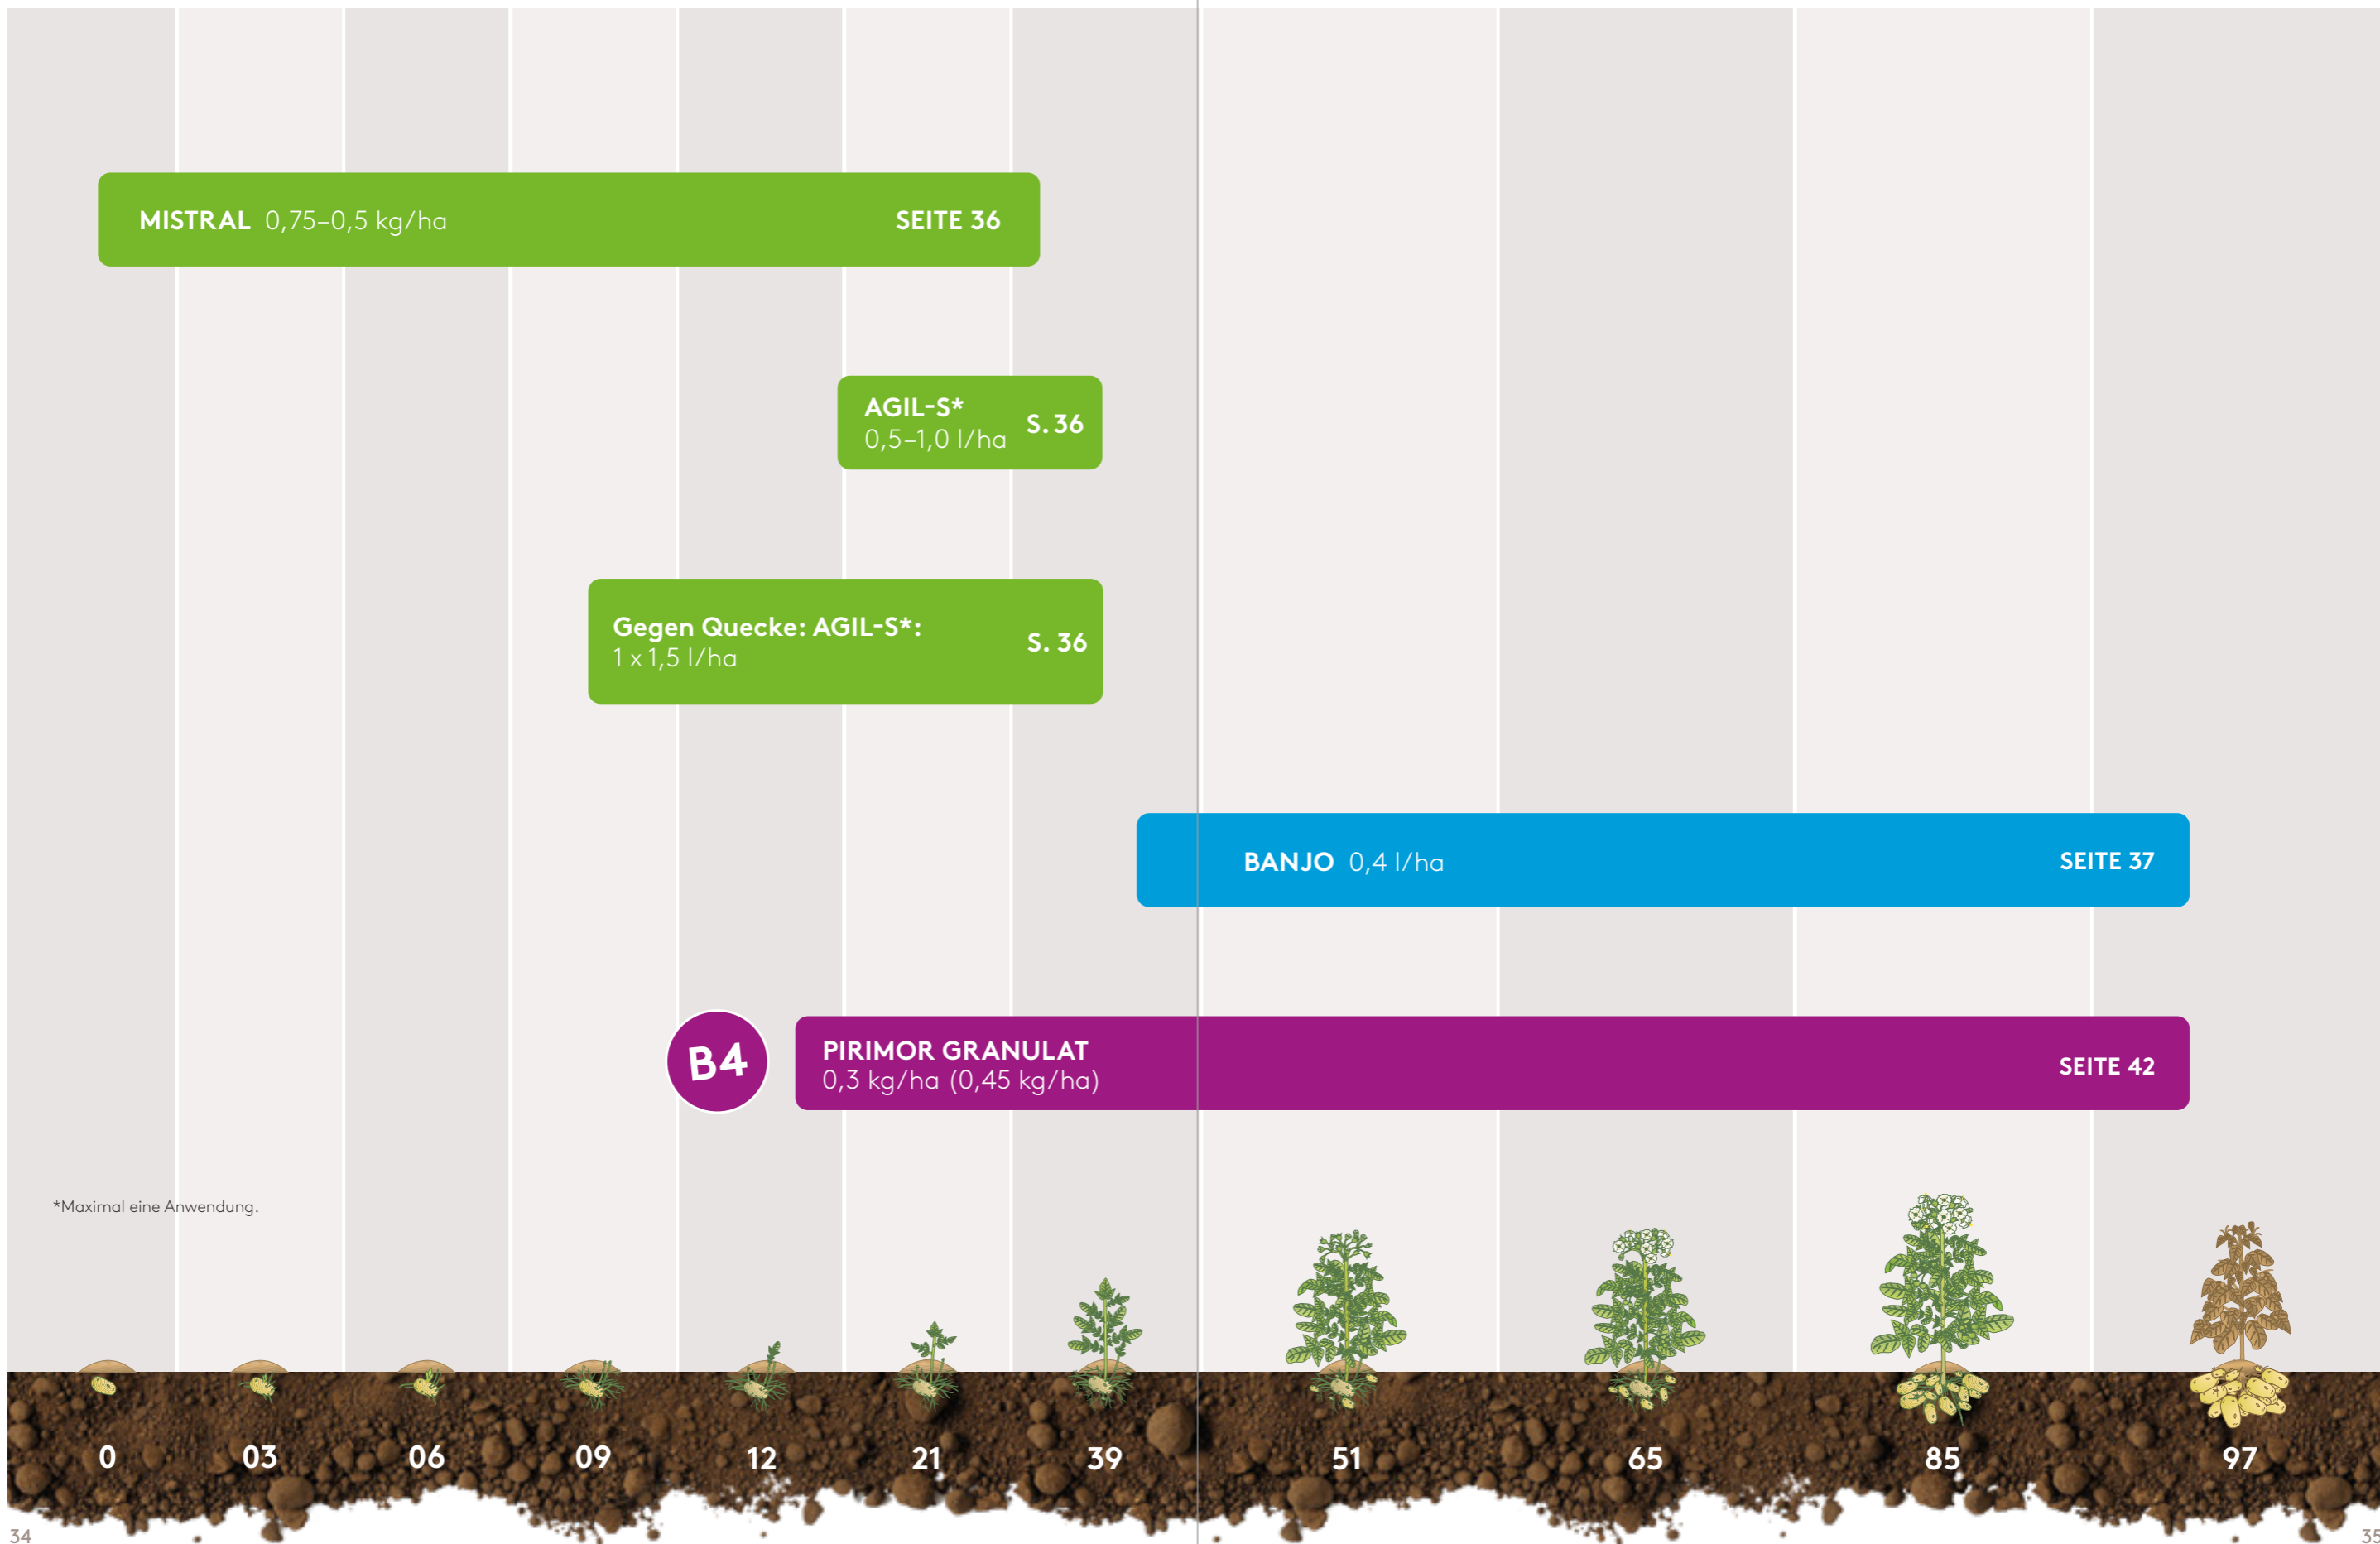 MISTRAL 0,75–0,5 kg/ha SEITE 36
AGIL-S*
0,5–1,0 l/ha
S. 36
Gegen Quecke: AGIL-S*:
1 x 1,5 l/ha
S. 36
BANJO 0,4 l/ha SEITE 37
B4
PIRIMOR GRANULAT
0,3 kg/ha (0,45 kg/ha)
SEITE 42
*Maximal eine Anwendung.
0 03 06 09 12 21 39 51 65 85 97
34 35